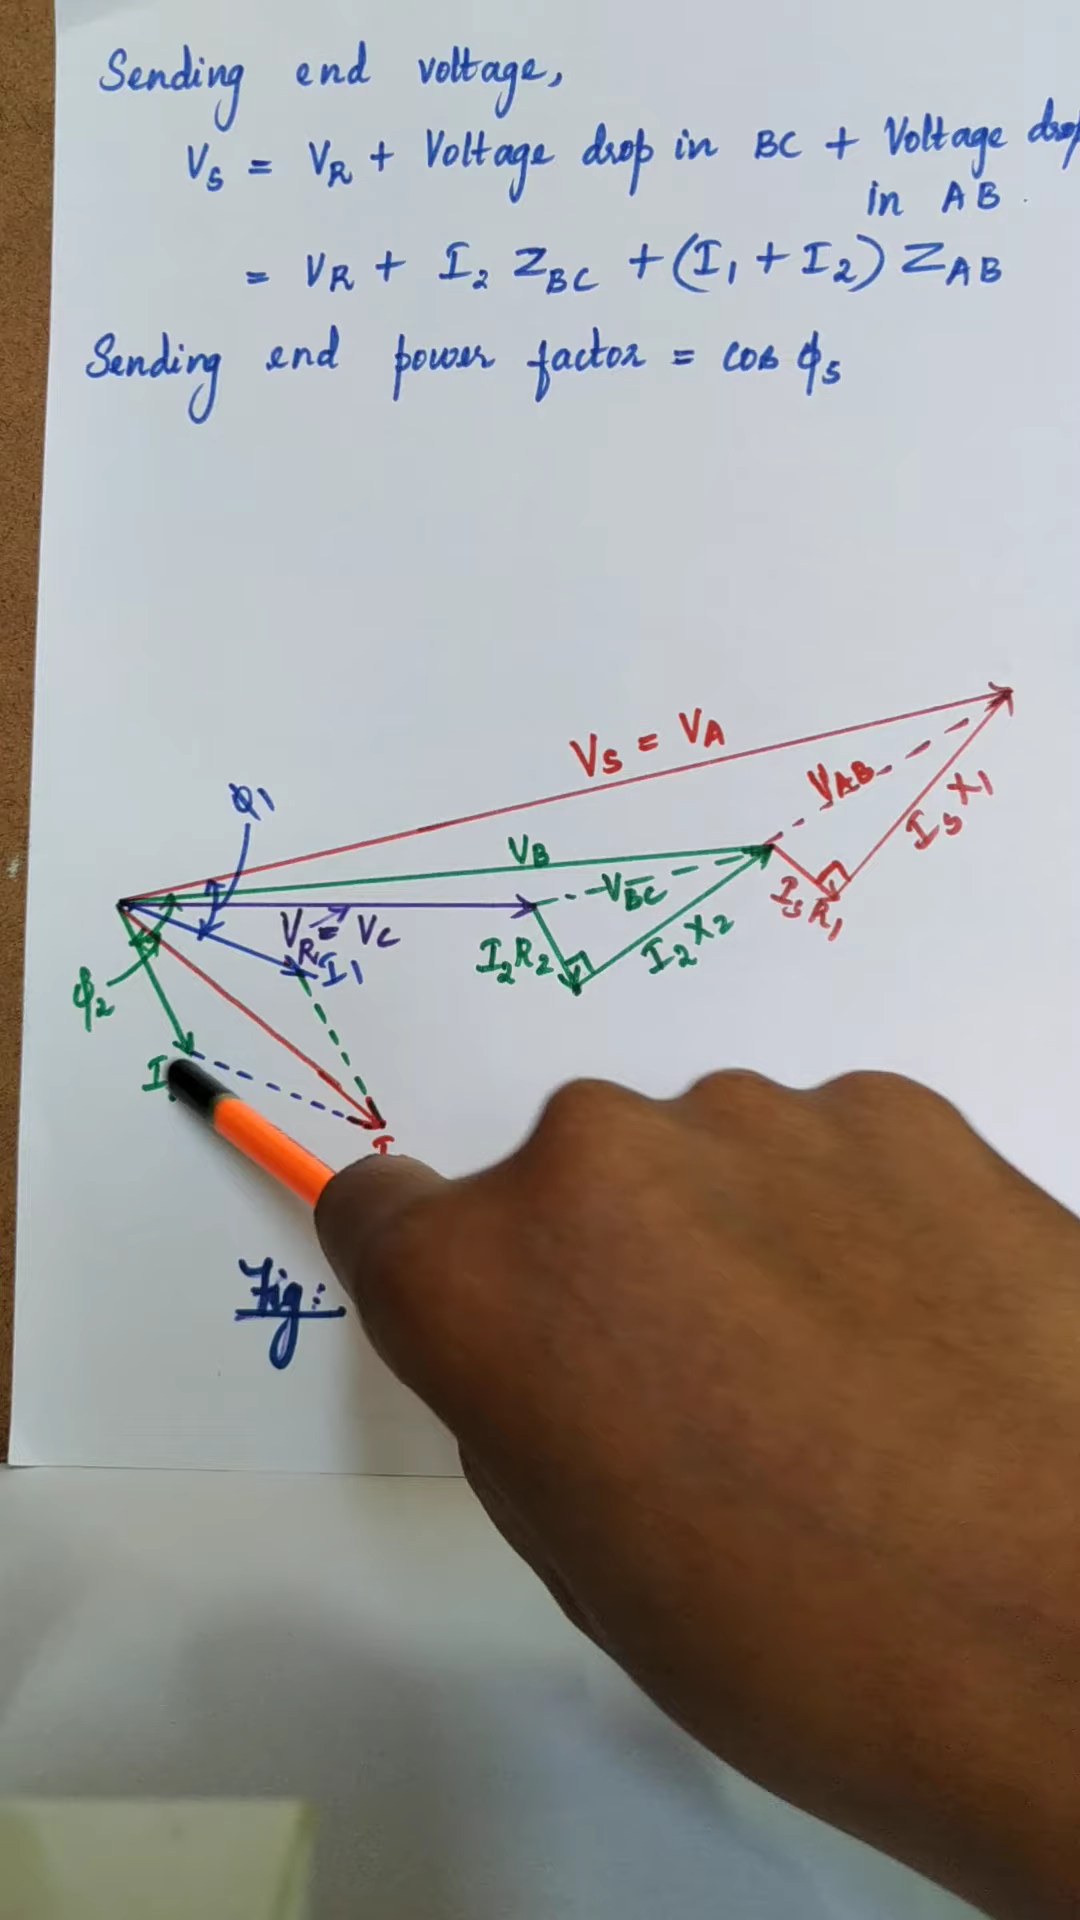 Sending end voltage,
VS = VR + Voltage drop in BC + Voltage drop
in AB.
= VR + I2 ZBC + (I1 + I2) ZAB
Sending end power factor = cos ϕs
VS = VA
VAB
ISX1
ISR1
ϕ1
VB
VBC
VR = VC
I2R2
I2X2
I1
ϕ2
I
I
Fig: